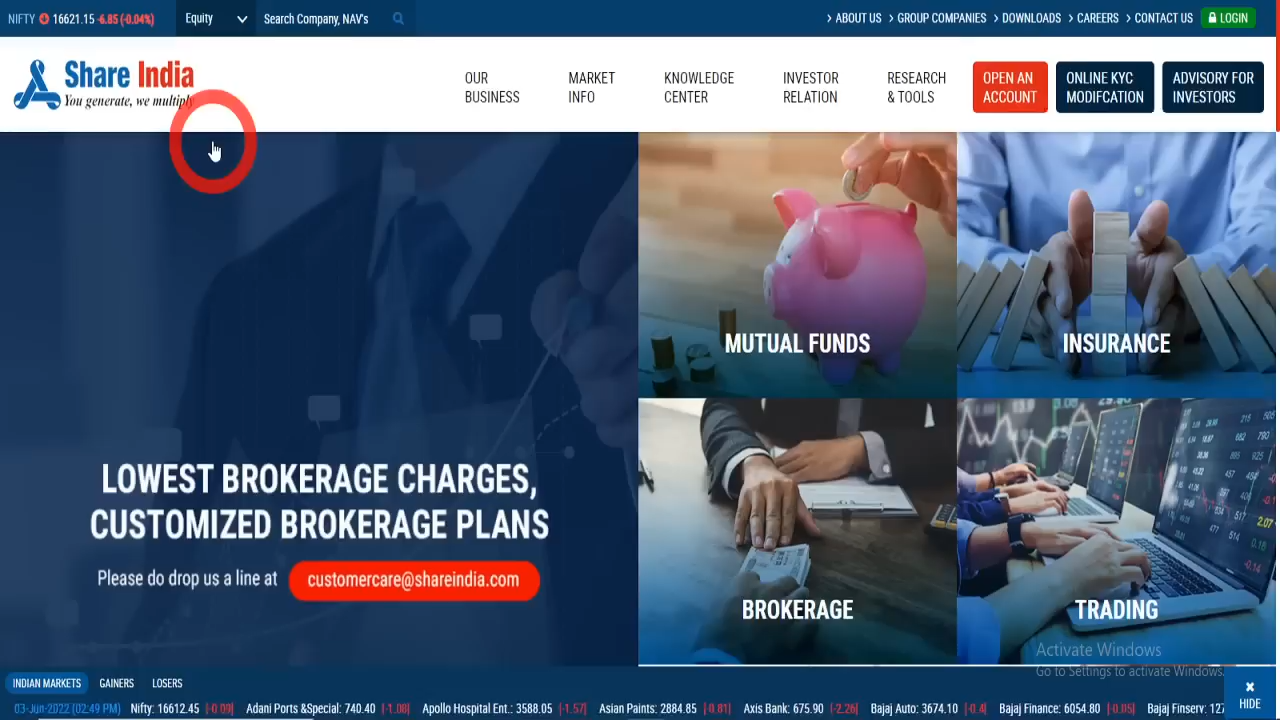 NIFTY 16621.15 -6.85 (-0.04%) Equity Search Company, NAV's > ABOUT US > GROUP COMPANIES > DOWNLOADS > CAREERS > CONTACT US LOGIN
Share India
You generate, we multiply
OUR
BUSINESS
MARKET
INFO
KNOWLEDGE
CENTER
INVESTOR
RELATION
RESEARCH
& TOOLS
OPEN AN
ACCOUNT
ONLINE KYC
MODIFCATION
ADVISORY FOR
INVESTORS
LOWEST BROKERAGE CHARGES,
CUSTOMIZED BROKERAGE PLANS
Please do drop us a line at customercare@shareindia.com
MUTUAL FUNDS
INSURANCE
BROKERAGE
TRADING
Activate Windows
Go to Settings to activate Windows.
INDIAN MARKETS GAINERS LOSERS
03-Jun-2022 (02:49 PM) Nifty: 16612.45 [-0.09] Adani Ports &Special: 740.40 [-1.08] Apollo Hospital Ent.: 3588.05 [-1.57] Asian Paints: 2884.85 [-0.81] Axis Bank: 675.90 [-2.26] Bajaj Auto: 3674.10 [-0.4] Bajaj Finance: 6054.80 [-0.05] Bajaj Finserv: 127
× HIDE